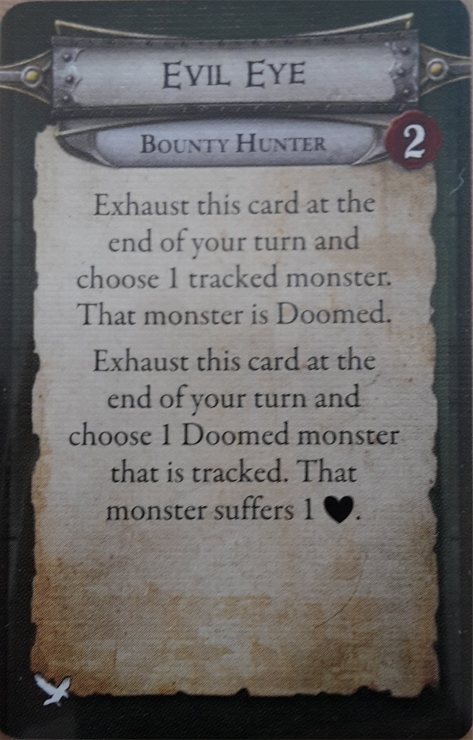 EVIL EYE
BOUNTY HUNTER
2
Exhaust this card at the
end of your turn and
choose 1 tracked monster.
That monster is Doomed.
Exhaust this card at the
end of your turn and
choose 1 Doomed monster
that is tracked. That
monster suffers 1 ♥.